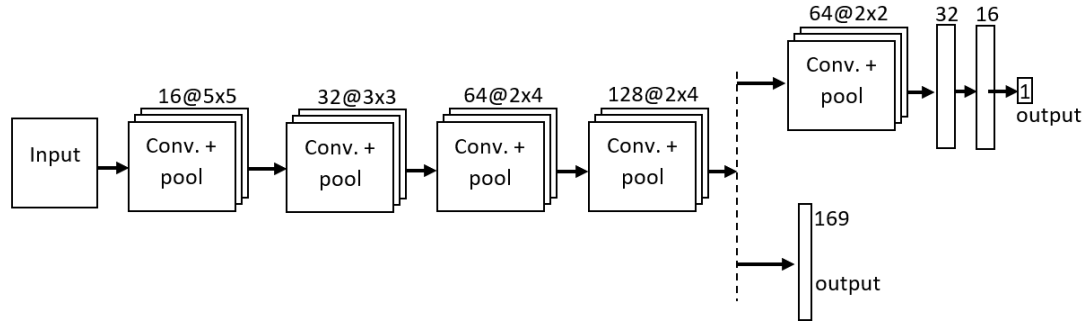 Input
16@5x5
Conv. +
pool
32@3x3
Conv. +
pool
64@2x4
Conv. +
pool
128@2x4
Conv. +
pool
64@2x2
Conv. +
pool
32
16
1
output
169
output